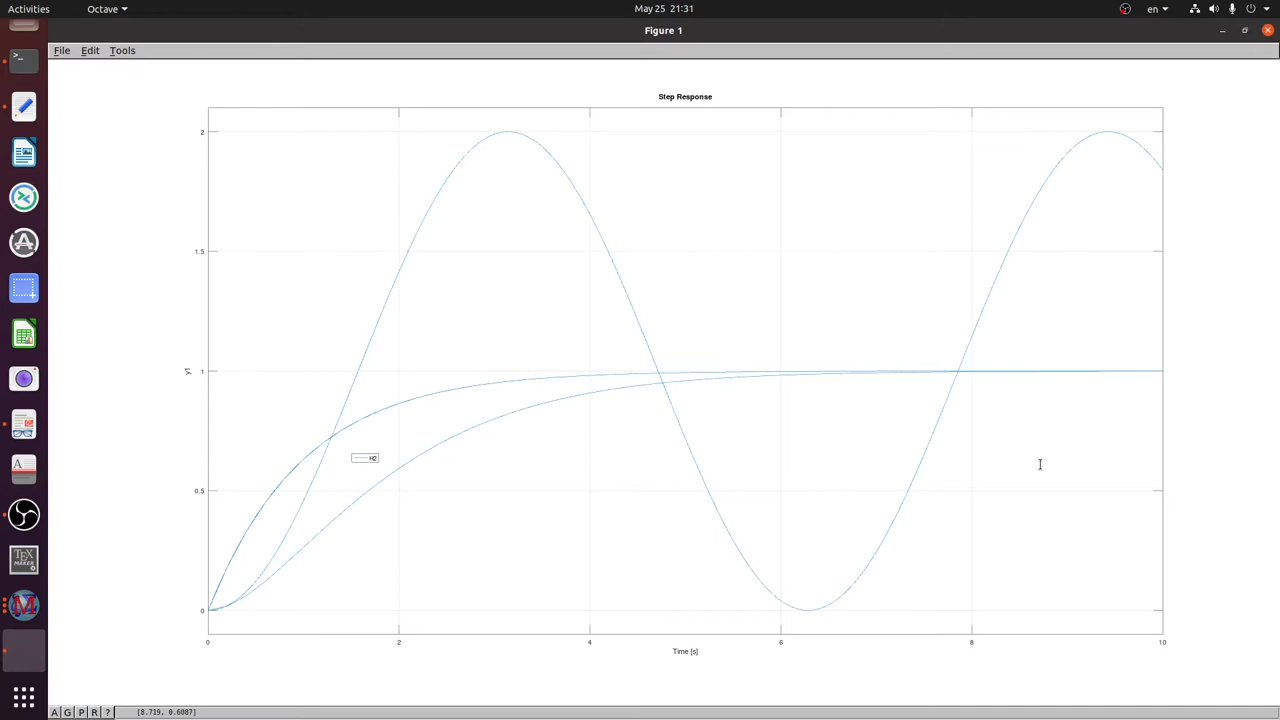 Activities
Octave
May 25 21:31
en
Figure 1
File Edit Tools
Step Response
2
1.5
1
0.5
0
y1
H2
0 2 4 6 8 10
Time [s]
A G P R ? [8.719, 0.6087]